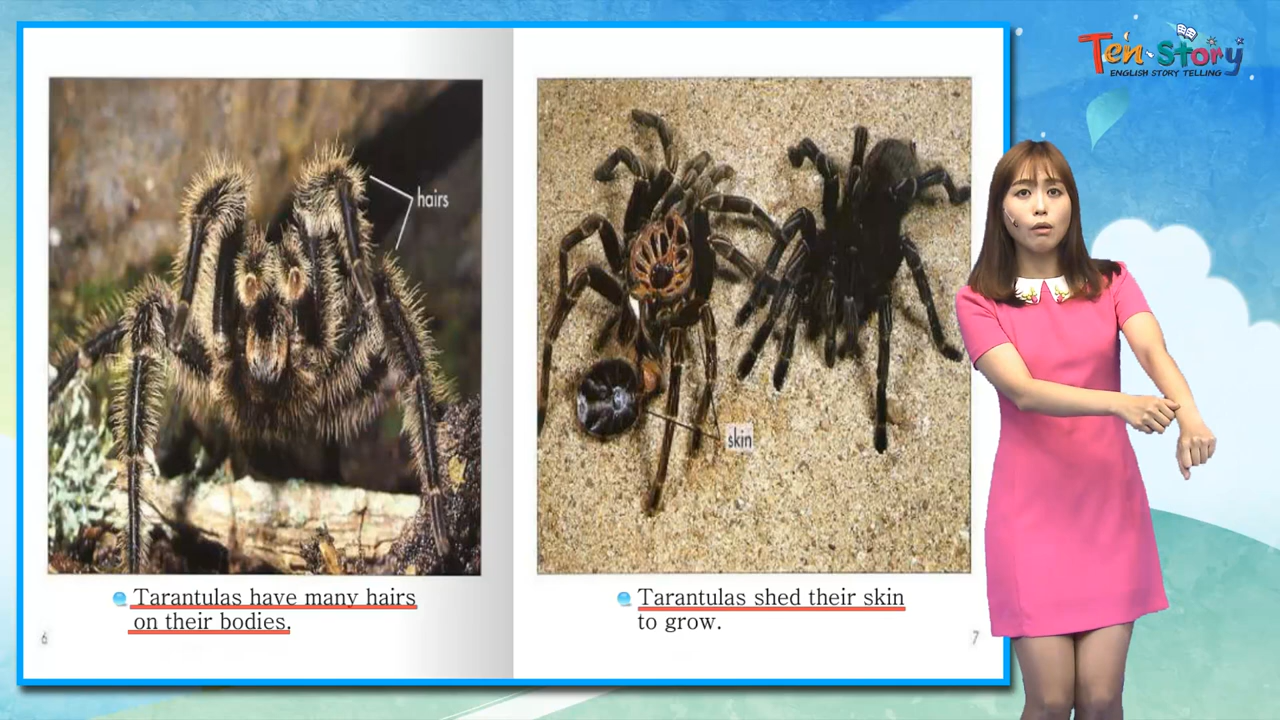 Ten Story
ENGLISH STORY TELLING
hairs
skin
Tarantulas have many hairs
on their bodies.
Tarantulas shed their skin
to grow.
6
7